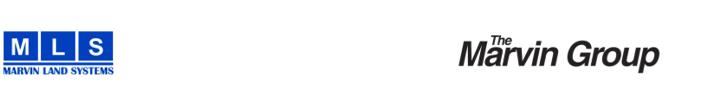 MLS
MARVIN LAND SYSTEMS
The
Marvin Group